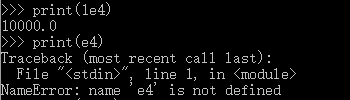 >>> print(1e4)
10000.0
>>> print(e4)
Traceback (most recent call last):
  File "<stdin>", line 1, in <module>
NameError: name 'e4' is not defined